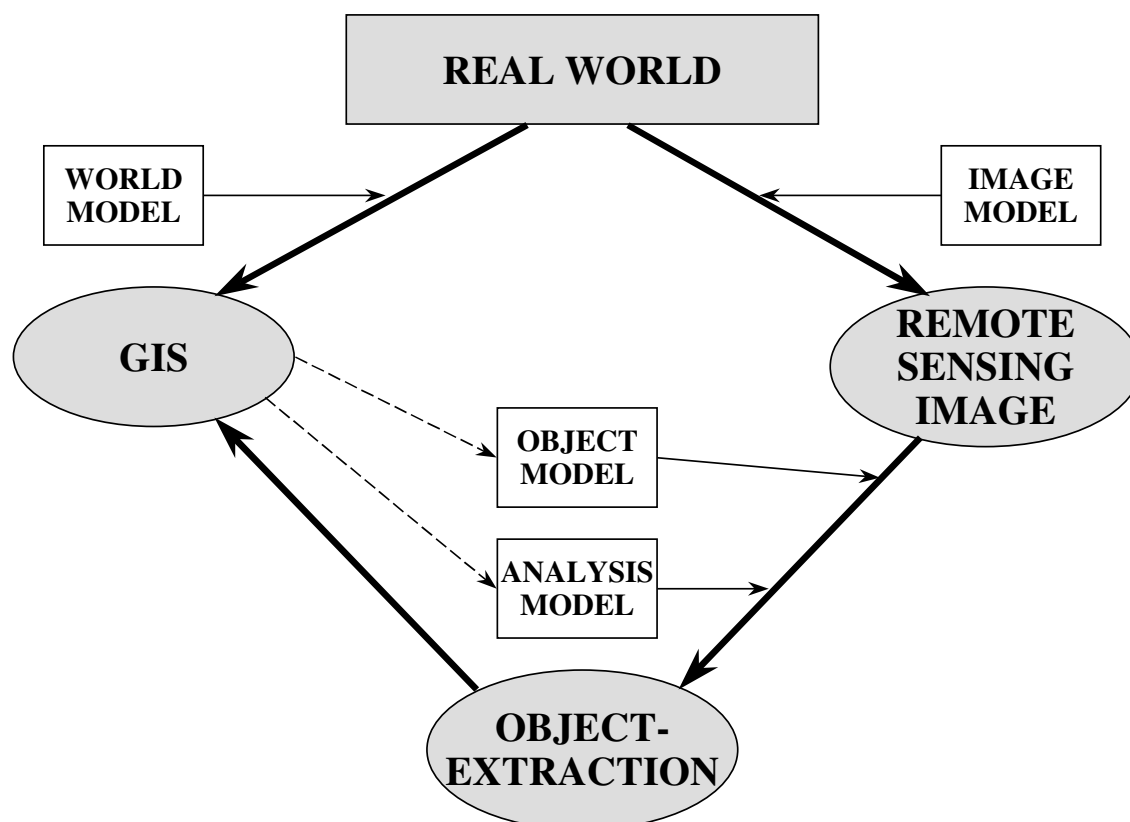 REAL WORLD
WORLD
MODEL
IMAGE
MODEL
GIS
REMOTE
SENSING
IMAGE
OBJECT
MODEL
ANALYSIS
MODEL
OBJECT-
EXTRACTION